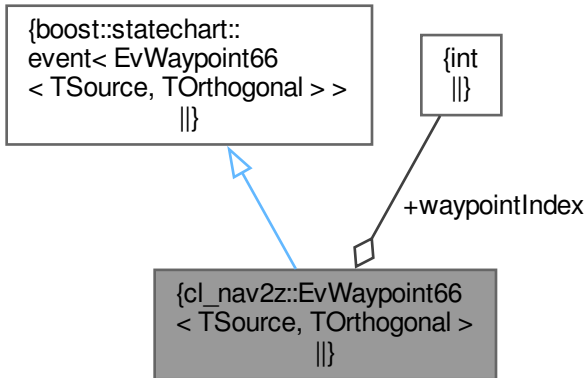 {boost::statechart::
event< EvWaypoint66
< TSource, TOrthogonal > >
||}
{int
||}
+waypointIndex
{cl_nav2z::EvWaypoint66
< TSource, TOrthogonal >
||}